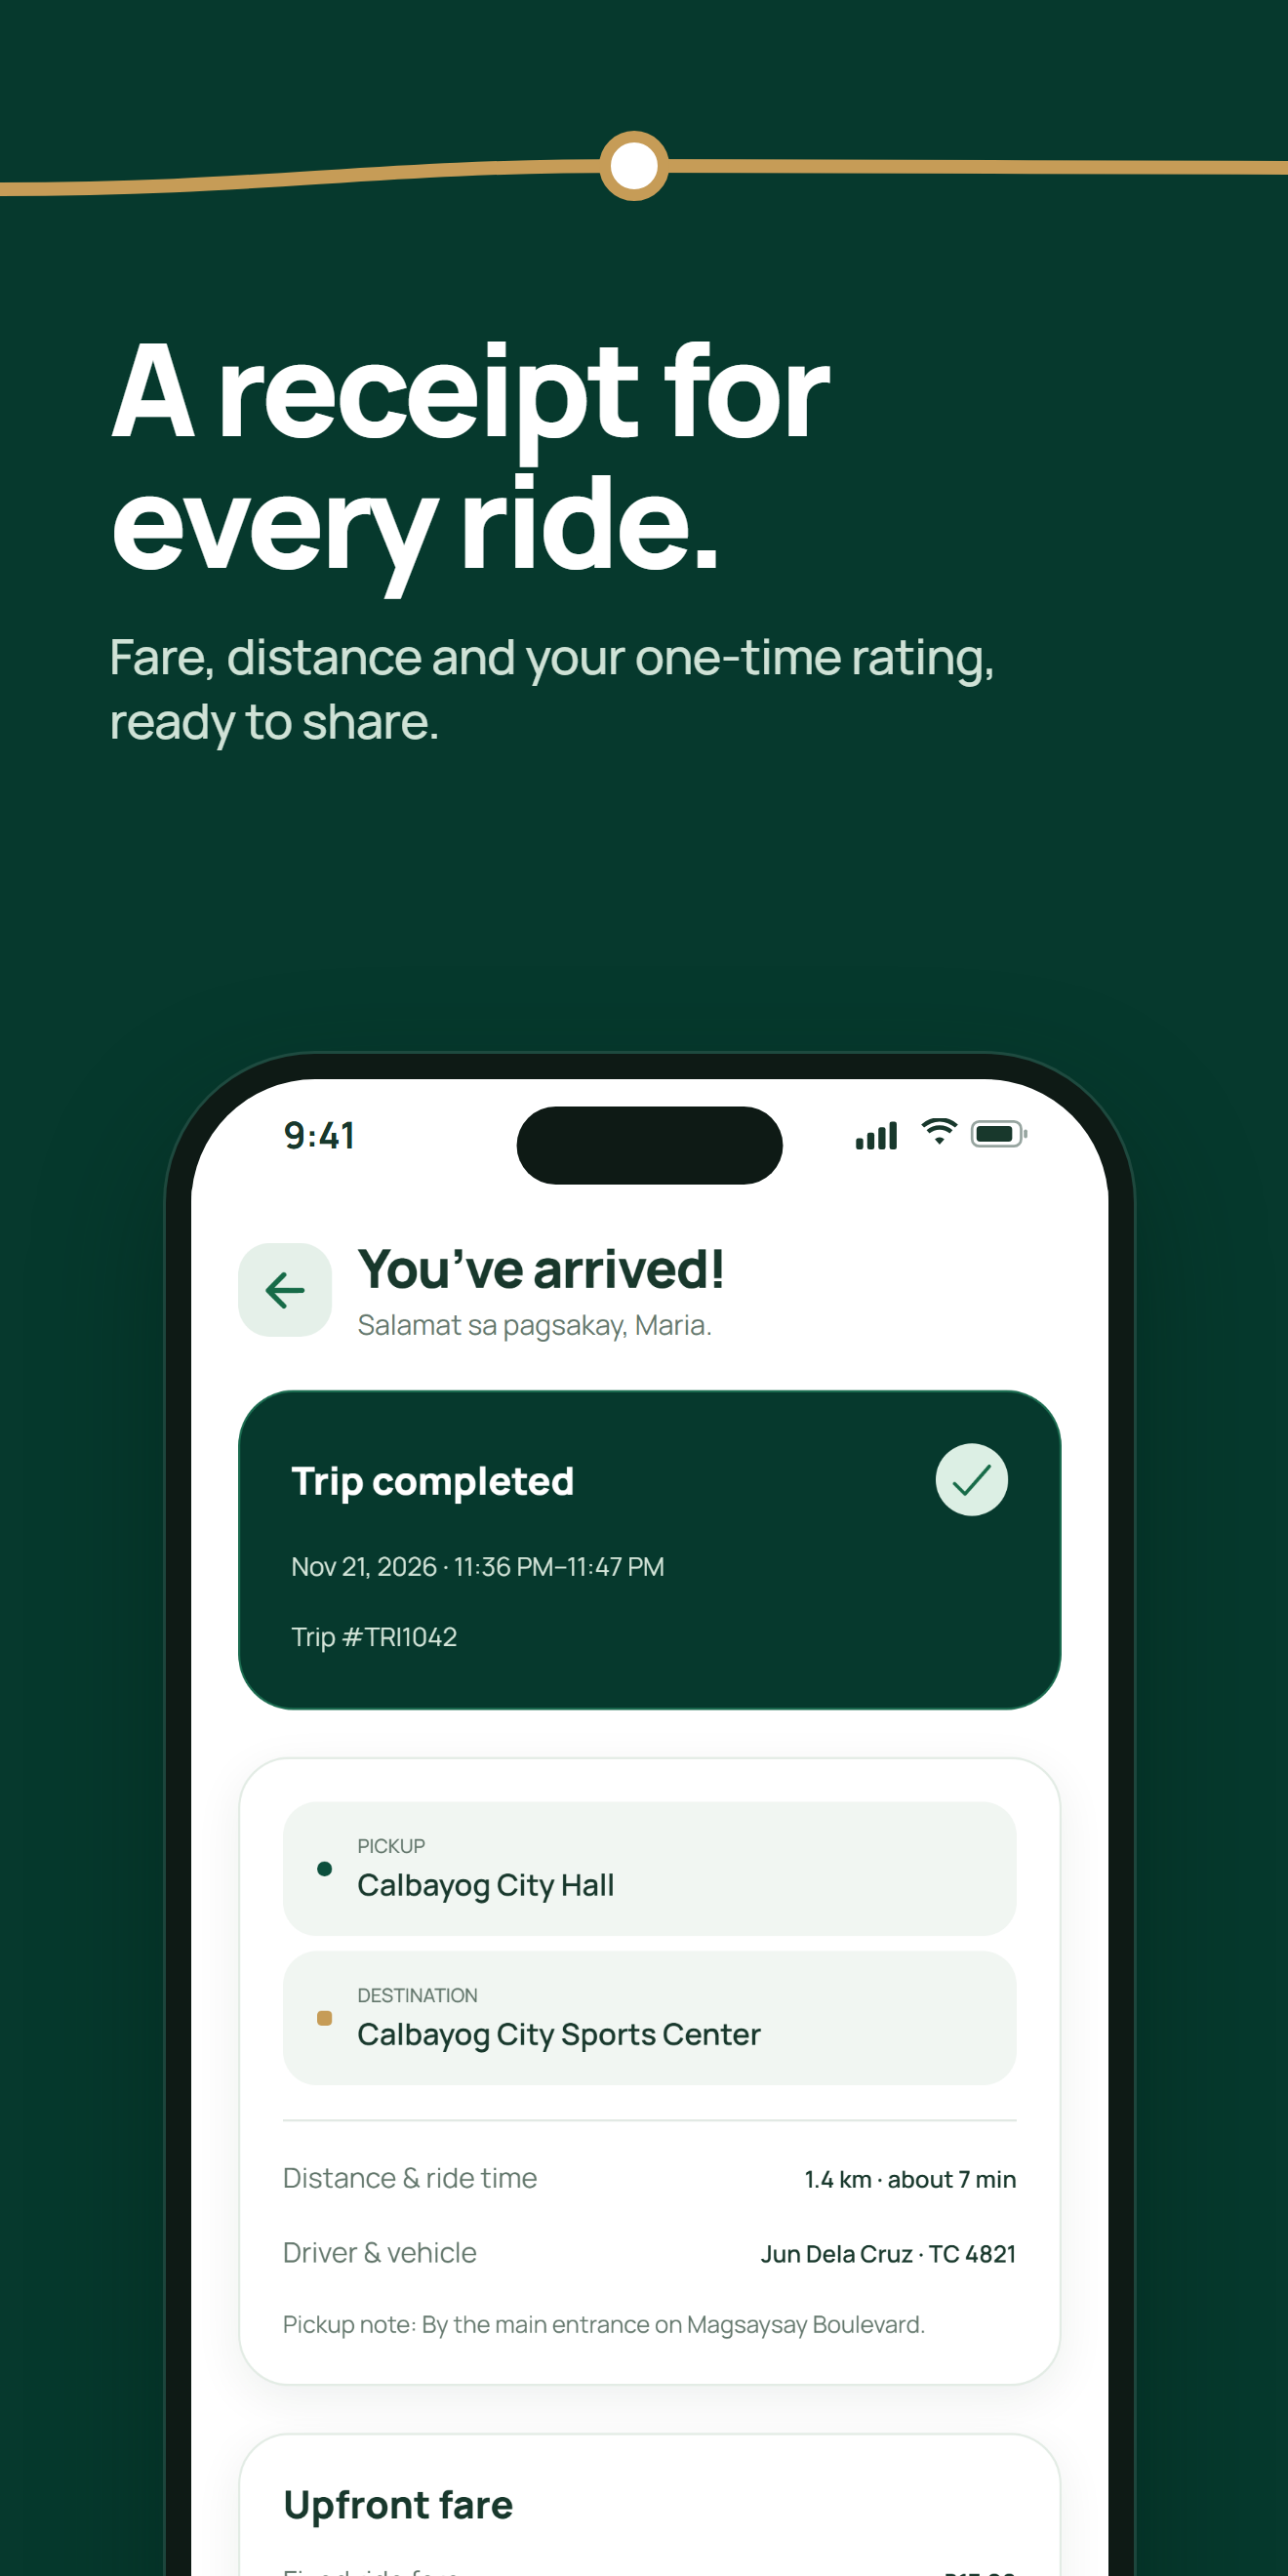 A receipt for
every ride.
Fare, distance and your one-time rating,
ready to share.
9:41
You’ve arrived!
Salamat sa pagsakay, Maria.
Trip completed
Nov 21, 2026 · 11:36 PM–11:47 PM
Trip #TRI1042
PICKUP
Calbayog City Hall
DESTINATION
Calbayog City Sports Center
Distance & ride time
1.4 km · about 7 min
Driver & vehicle
Jun Dela Cruz · TC 4821
Pickup note: By the main entrance on Magsaysay Boulevard.
Upfront fare